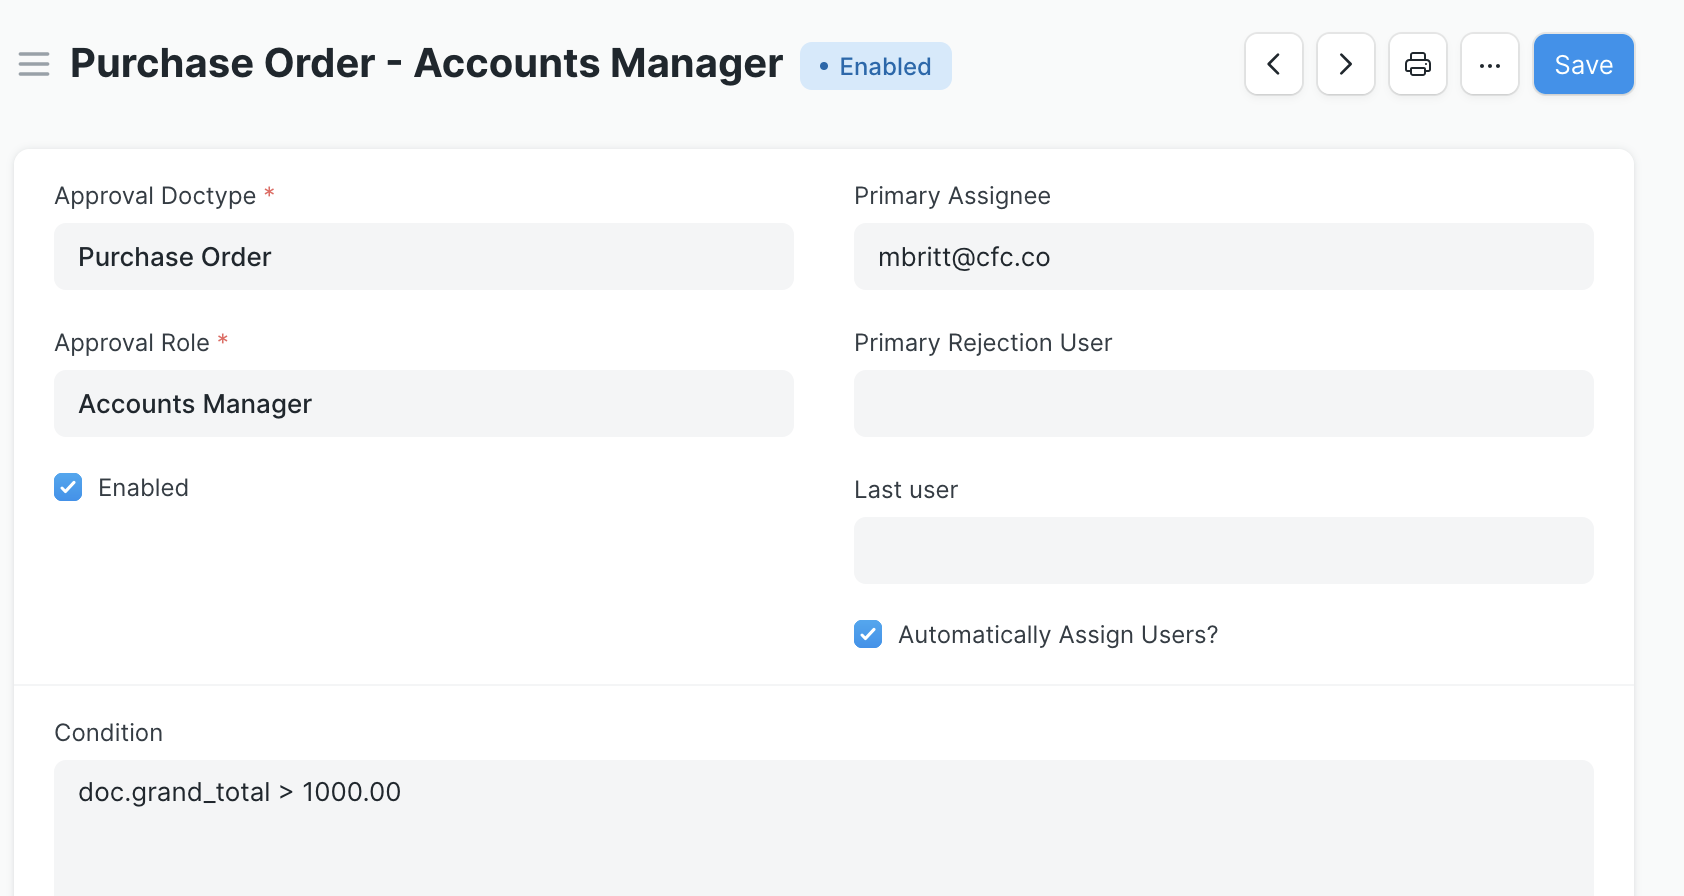 Purchase Order - Accounts Manager
Enabled
Save
Approval Doctype *
Purchase Order
Approval Role *
Accounts Manager
Enabled
Primary Assignee
mbritt@cfc.co
Primary Rejection User
Last user
Automatically Assign Users?
Condition
doc.grand_total > 1000.00